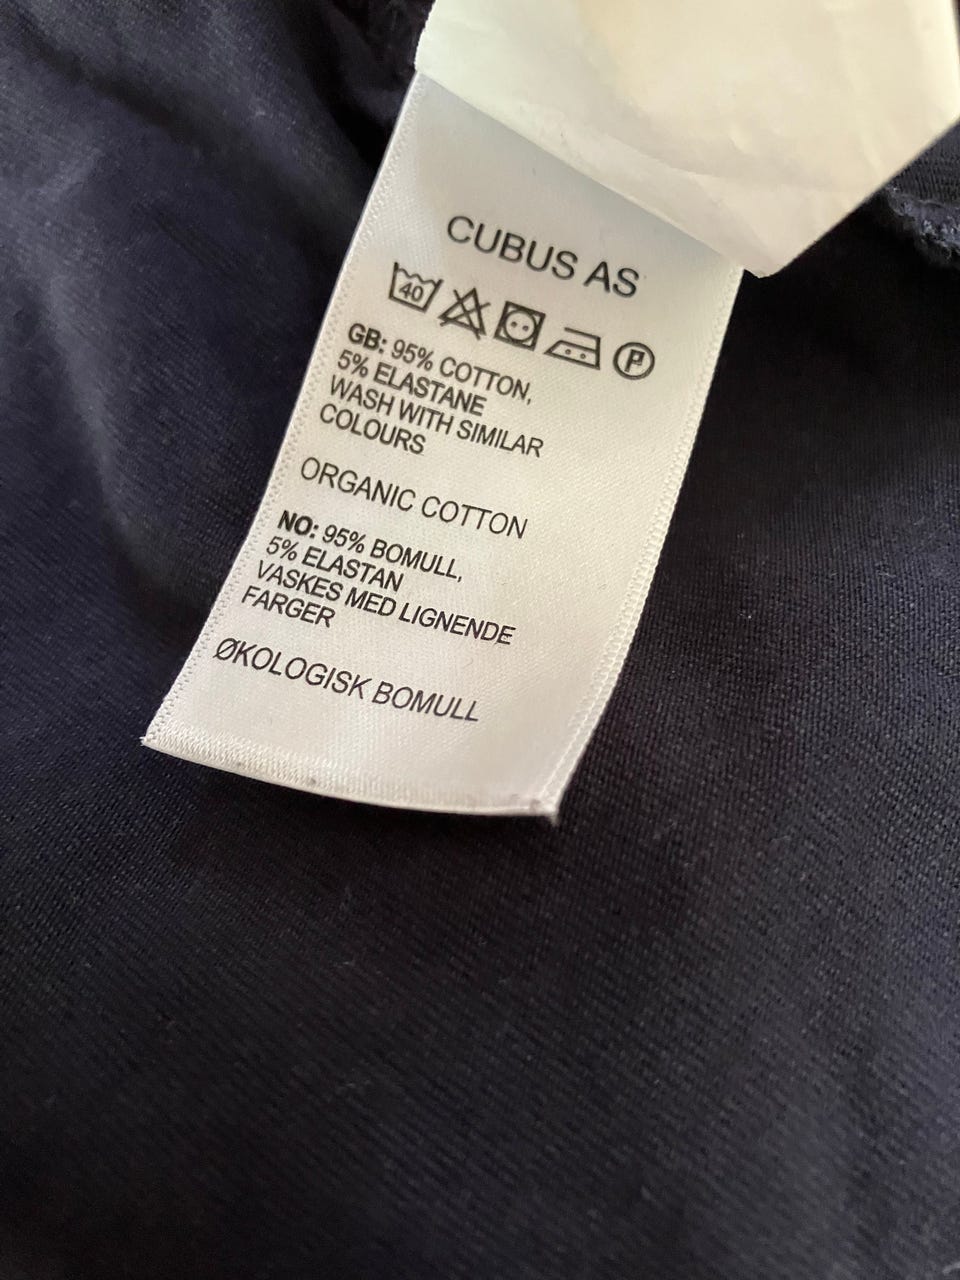 CUBUS AS
40 P
GB: 95% COTTON,
5% ELASTANE
WASH WITH SIMILAR
COLOURS
ORGANIC COTTON
NO: 95% BOMULL,
5% ELASTAN
VASKES MED LIGNENDE
FARGER
ØKOLOGISK BOMULL